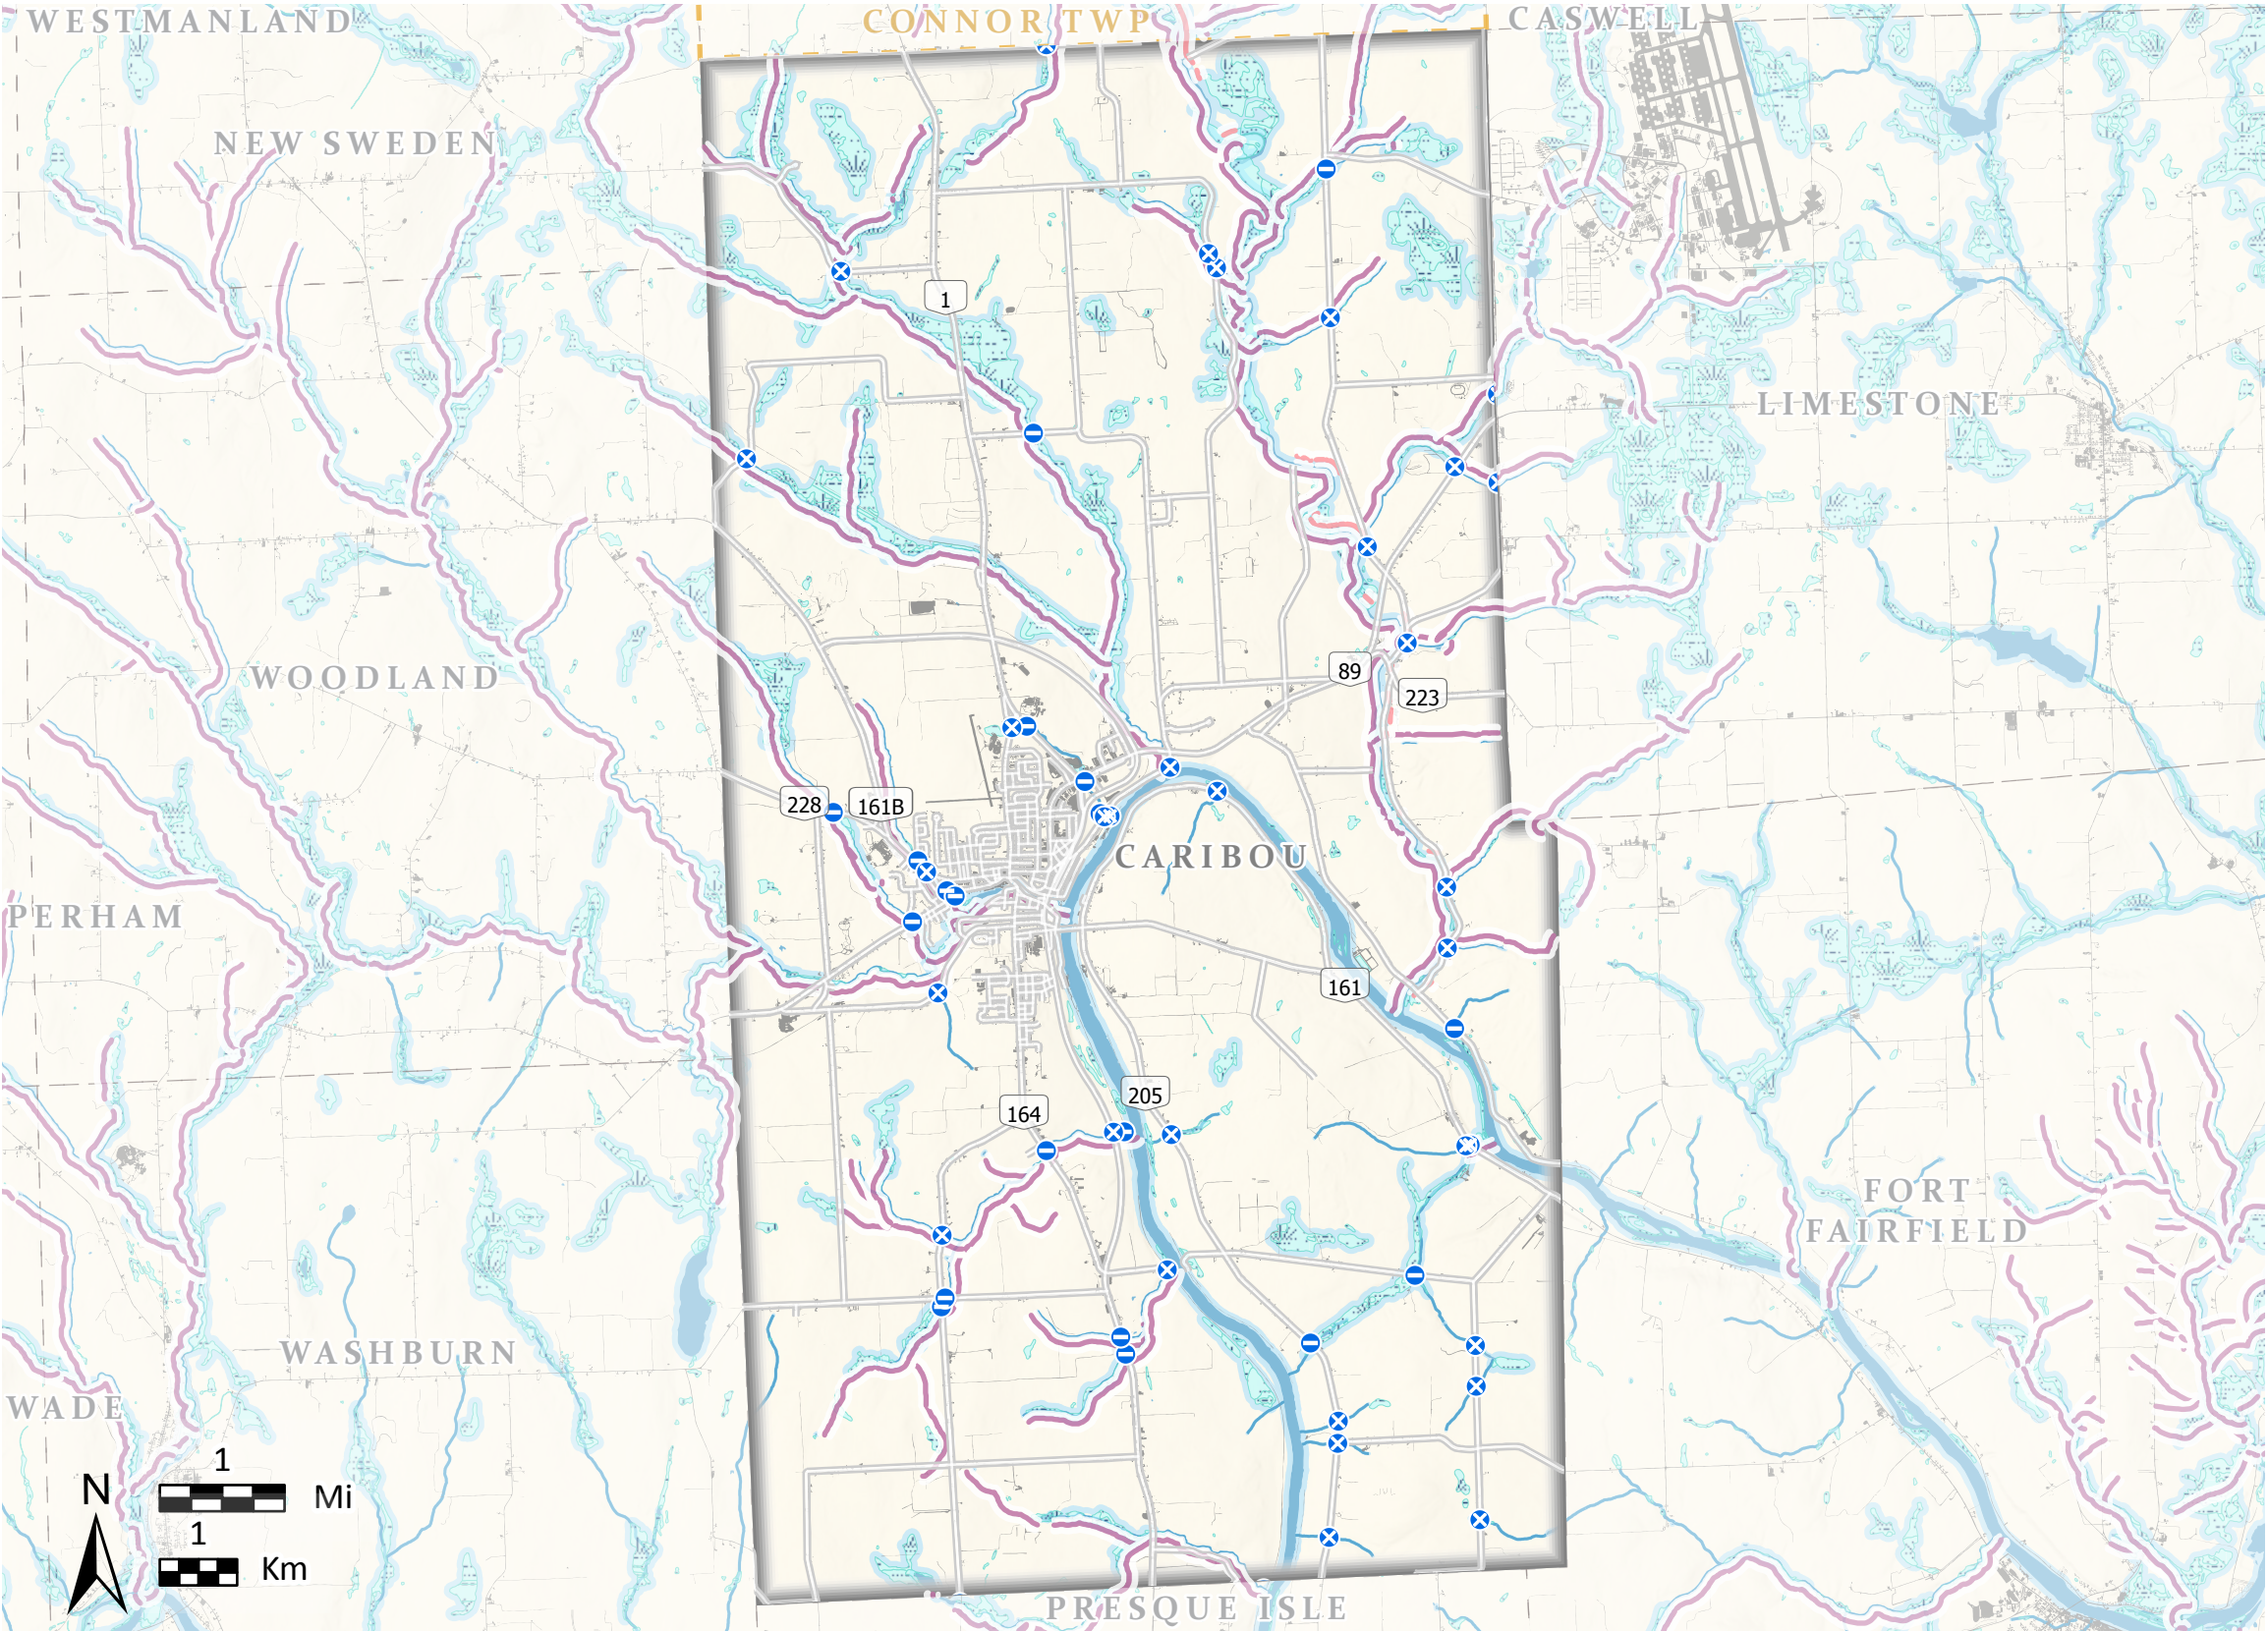 WESTMANLAND
CONNOR TWP
CASWELL
NEW SWEDEN
1
LIMESTONE
WOODLAND
89
223
228
161B
CARIBOU
PERHAM
161
205
164
FORT
FAIRFIELD
WASHBURN
WADE
1
N
Mi
1
Km
PRESQUE ISLE